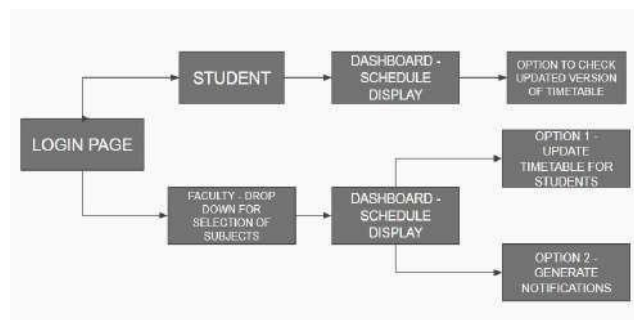 STUDENT
DASHBOARD -
SCHEDULE
DISPLAY
OPTION TO CHECK
UPDATED VERSION
OF TIMETABLE
LOGIN PAGE
FACULTY - DROP
DOWN FOR
SELECTION OF
SUBJECTS
DASHBOARD -
SCHEDULE
DISPLAY
OPTION 1 -
UPDATE
TIMETABLE FOR
STUDENTS
OPTION 2 -
GENERATE
NOTIFICATIONS